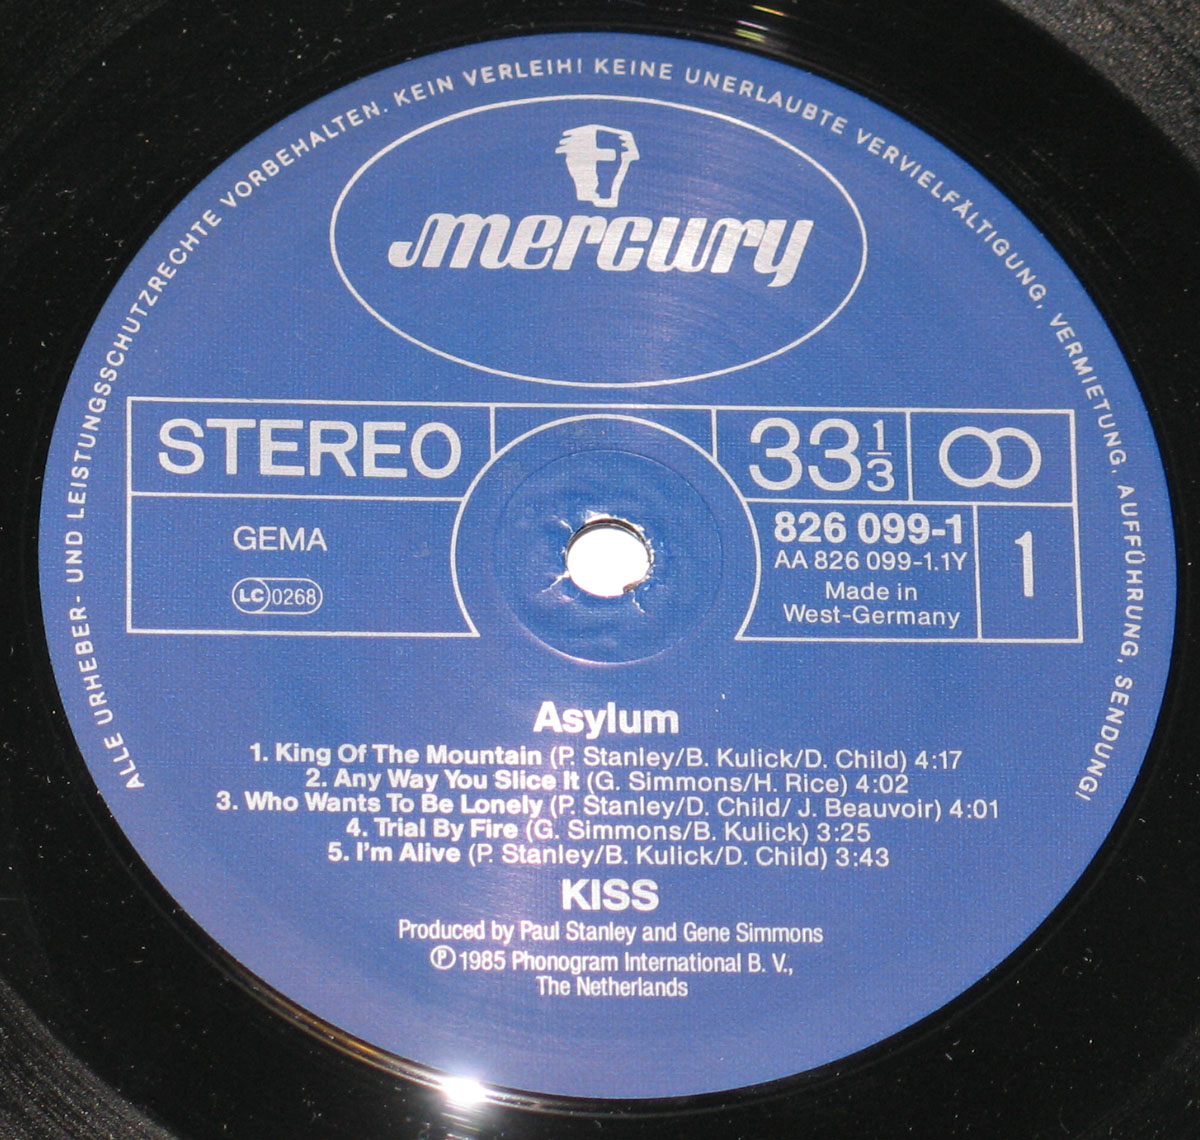 ALLE URHEBER- UND LEISTUNGSSCHUTZRECHTE VORBEHALTEN. KEIN VERLEIH! KEINE UNERLAUBTE VERVIELFÄLTIGUNG, VERMIETUNG, AUFFÜHRUNG, SENDUNG!
mercury
STEREO
33 1/3
GEMA
LC 0268
826 099-1
AA 826 099-1.1Y
Made in
West-Germany
1
Asylum
1. King Of The Mountain (P. Stanley/B. Kulick/D. Child) 4:17
2. Any Way You Slice It (G. Simmons/H. Rice) 4:02
3. Who Wants To Be Lonely (P. Stanley/D. Child/ J. Beauvoir) 4:01
4. Trial By Fire (G. Simmons/B. Kulick) 3:25
5. I'm Alive (P. Stanley/B. Kulick/D. Child) 3:43
KISS
Produced by Paul Stanley and Gene Simmons
℗ 1985 Phonogram International B. V.,
The Netherlands